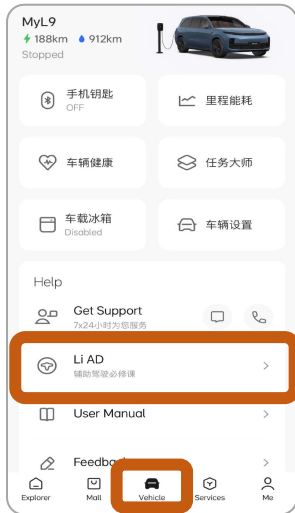 MyL9
188km 912km
Stopped
手机钥匙
OFF
里程能耗
车辆健康
任务大师
车载冰箱
Disabled
车辆设置
Help
Get Support
7x24小时为您服务
Li AD
辅助驾驶必修课
User Manual
Feedba
Explorer Mall Vehicle Services Me